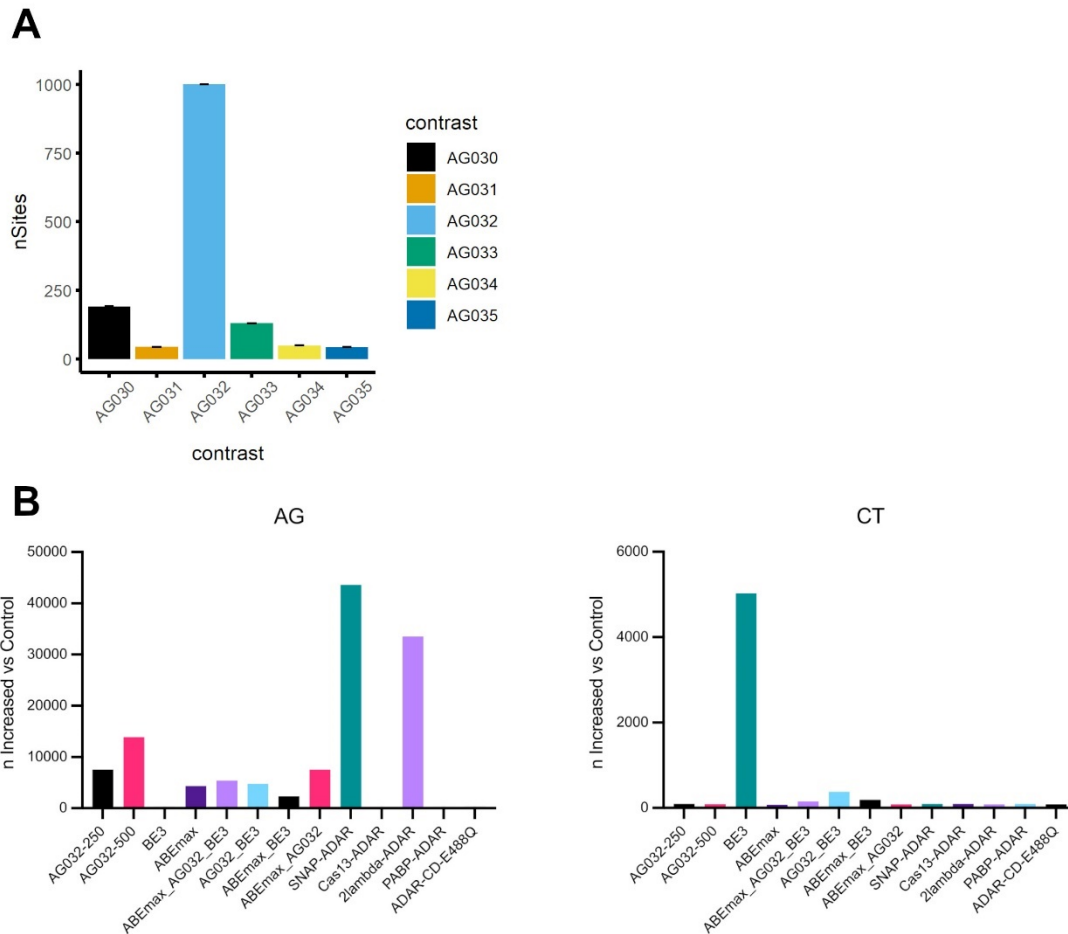 A
nSites
1000
750
500
250
0
AG030
AG031
AG032
AG033
AG034
AG035
contrast
contrast
AG030
AG031
AG032
AG033
AG034
AG035
B
AG
n Increased vs Control
50000
40000
30000
20000
10000
0
AG032-250
AG032-500
BE3
ABEmax
ABEmax_AG032_BE3
AG032_BE3
ABEmax_BE3
ABEmax_AG032
SNAP-ADAR
Cas13-ADAR
2lambda-ADAR
PABP-ADAR
ADAR-CD-E488Q
CT
n Increased vs Control
6000
4000
2000
0
AG032-250
AG032-500
BE3
ABEmax
ABEmax_AG032_BE3
AG032_BE3
ABEmax_BE3
ABEmax_AG032
SNAP-ADAR
Cas13-ADAR
2lambda-ADAR
PABP-ADAR
ADAR-CD-E488Q